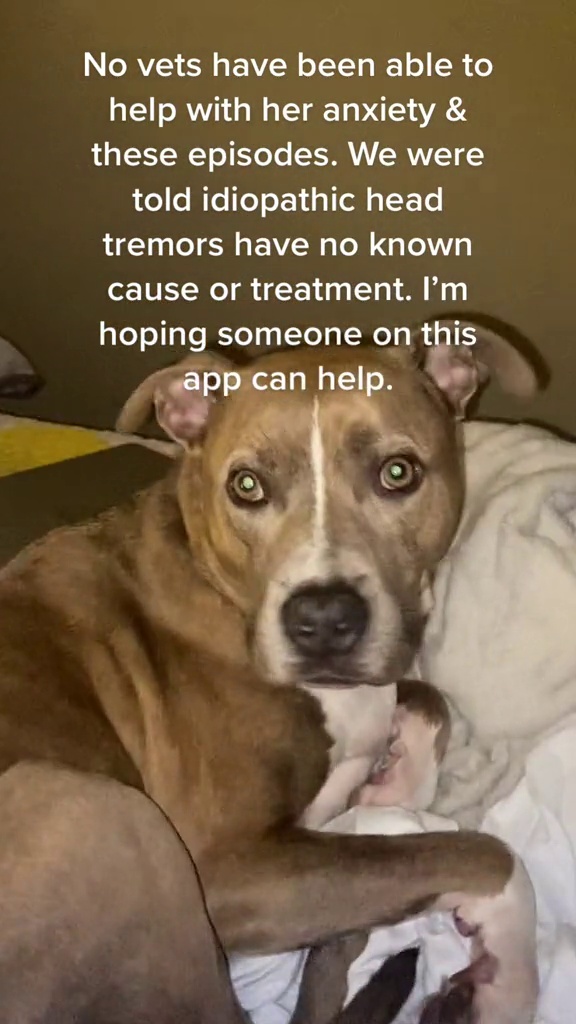 No vets have been able to
help with her anxiety &
these episodes. We were
told idiopathic head
tremors have no known
cause or treatment. I’m
hoping someone on this
app can help.